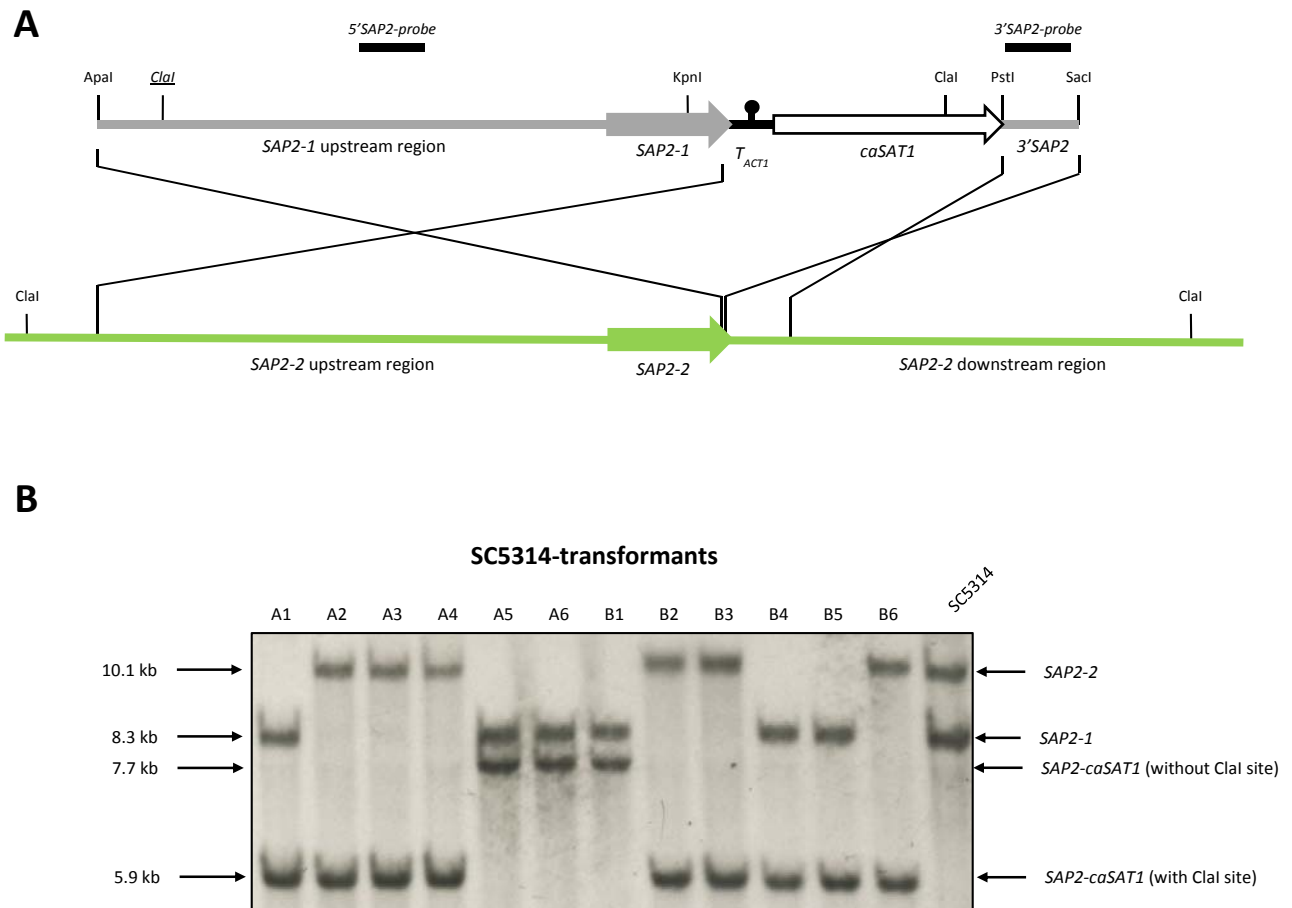 A
5'SAP2-probe
3'SAP2-probe
ApaI
ClaI
KpnI
ClaI
PstI
SacI
SAP2-1 upstream region
SAP2-1
TACT1
caSAT1
3'SAP2
ClaI
ClaI
SAP2-2 upstream region
SAP2-2
SAP2-2 downstream region
B
SC5314-transformants
A1 A2 A3 A4 A5 A6 B1 B2 B3 B4 B5 B6 SC5314
10.1 kb
SAP2-2
8.3 kb
SAP2-1
7.7 kb
SAP2-caSAT1 (without ClaI site)
5.9 kb
SAP2-caSAT1 (with ClaI site)